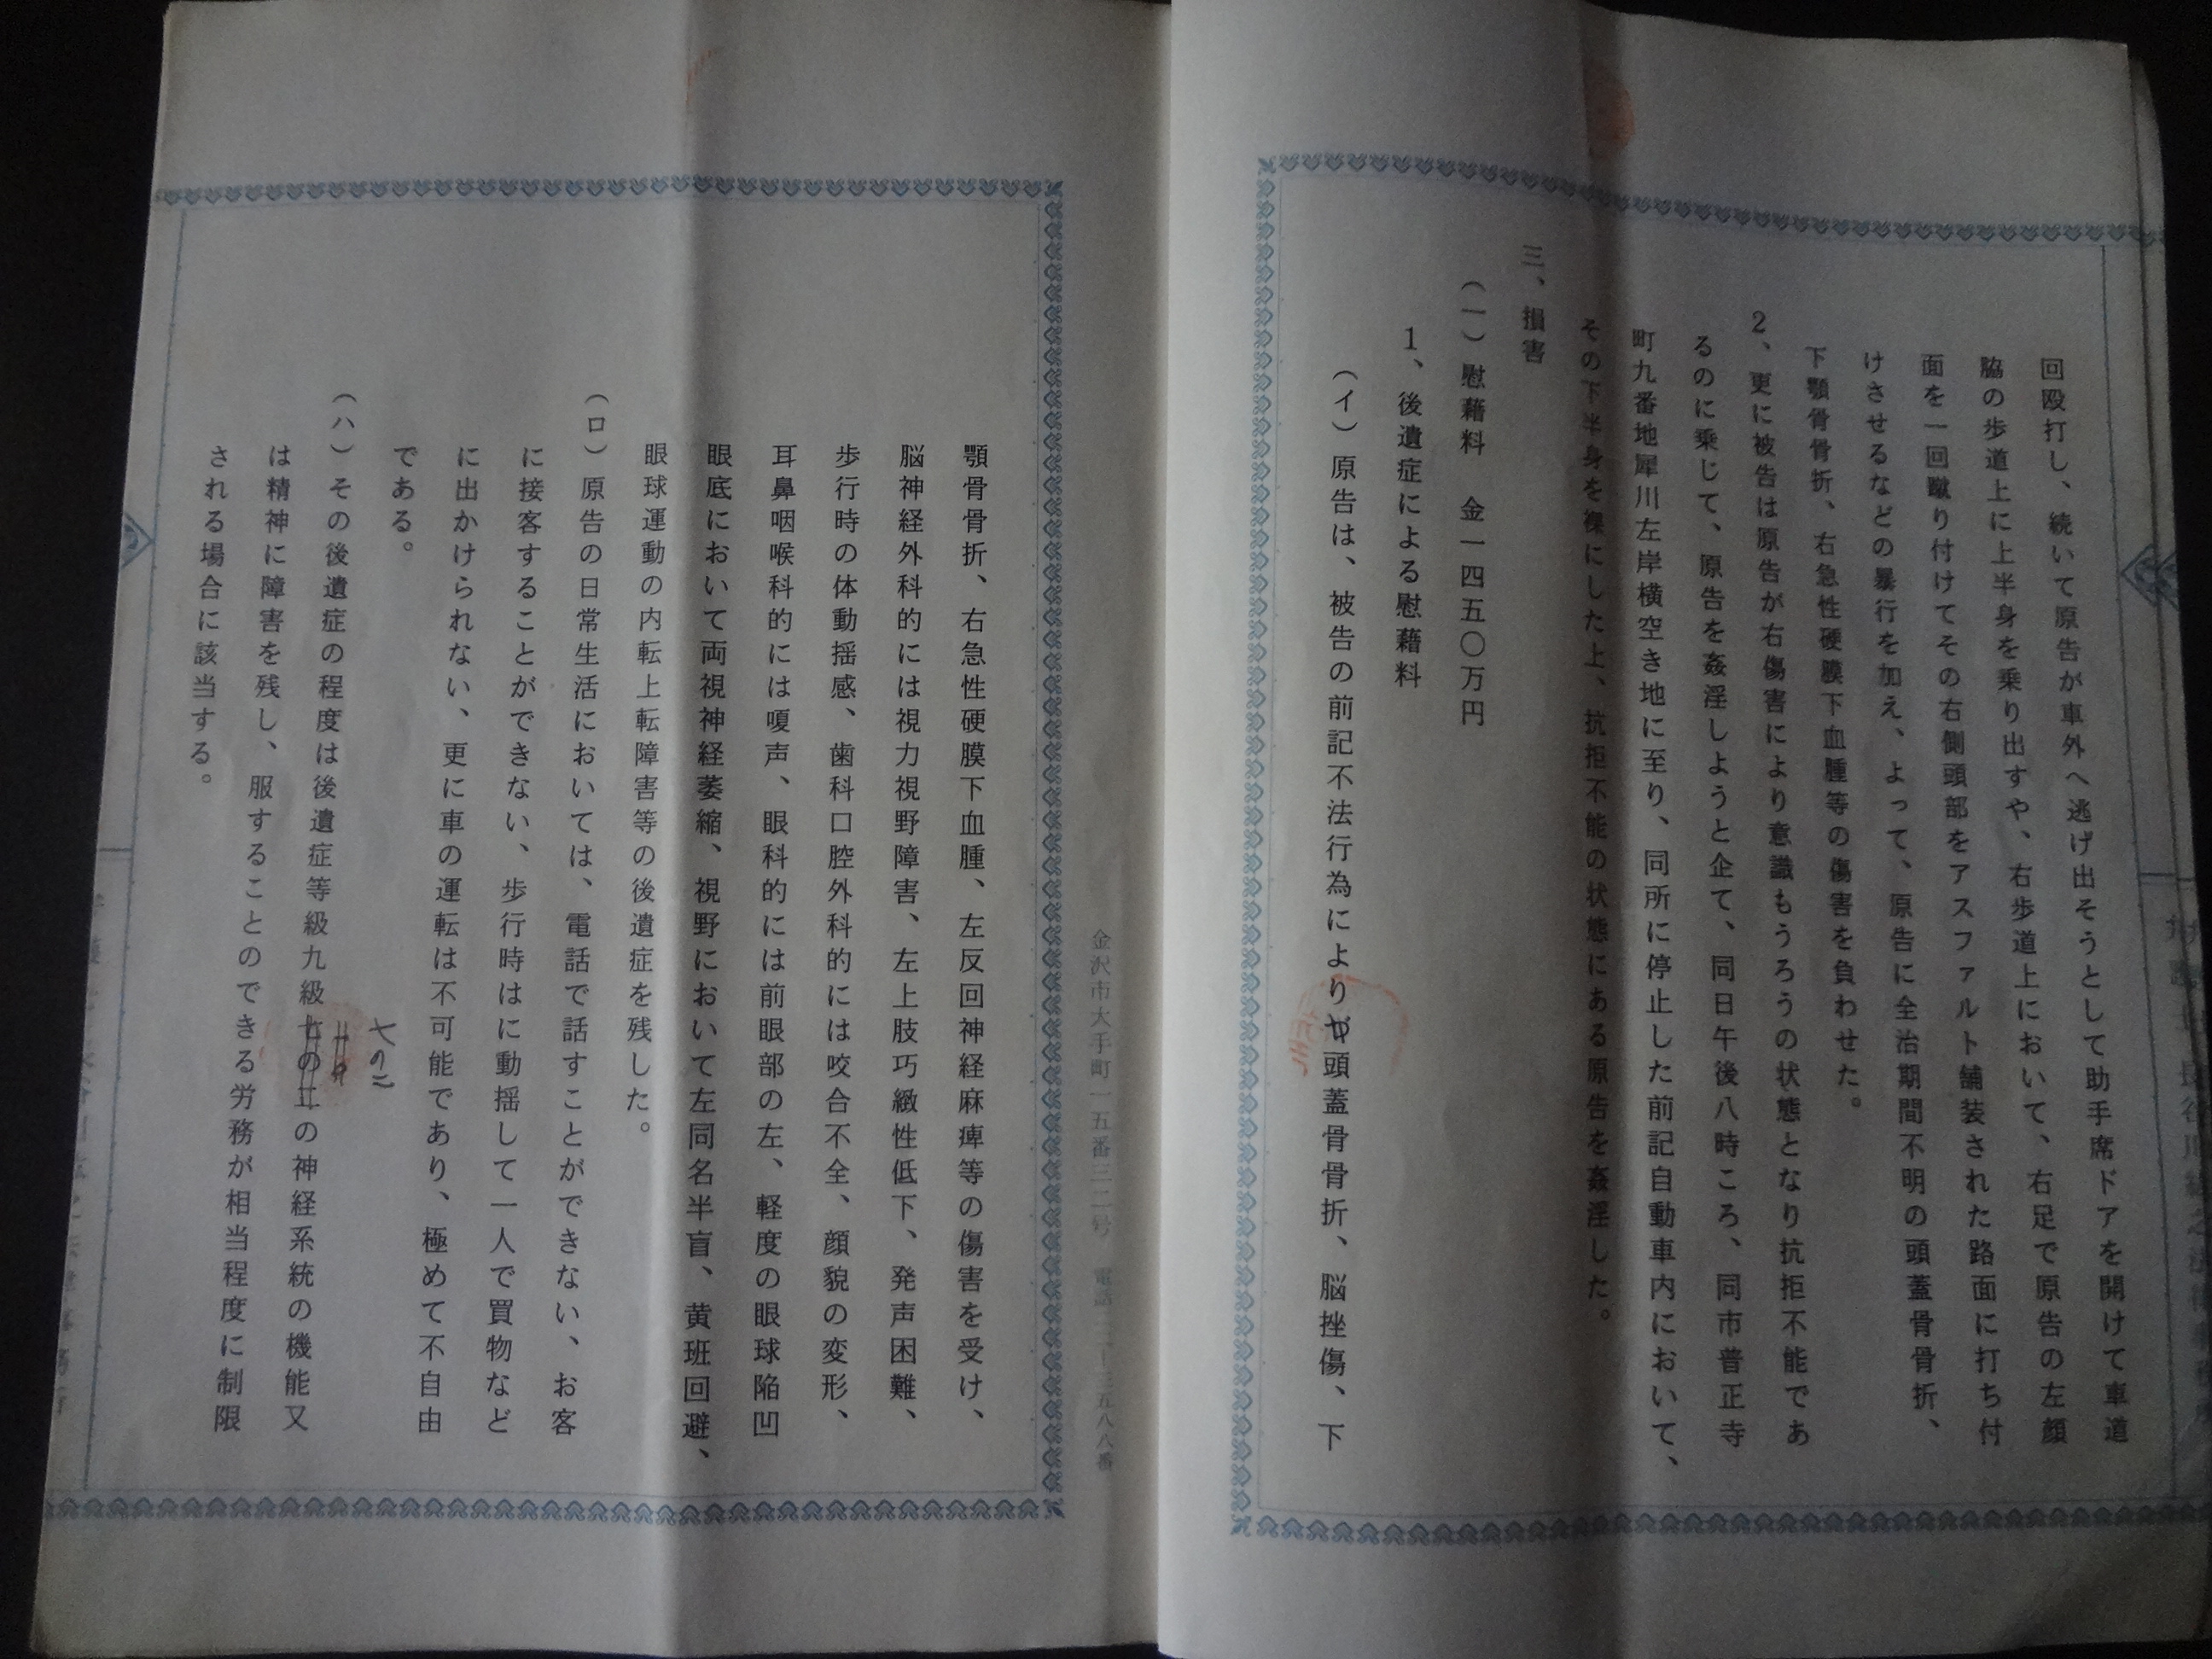 回殴打し、続いて原告が車外へ逃げ出そうとして助手席ドアを開けて車道
脇の歩道上に上半身を乗り出すや、右歩道上において、右足で原告の左顔
面を一回蹴り付けてその右側頭部をアスファルト舗装された路面に打ち付
けさせるなどの暴行を加え、よって、原告に全治期間不明の頭蓋骨骨折、
下顎骨骨折、右急性硬膜下血腫等の傷害を負わせた。
2、更に被告は原告が右傷害により意識もうろうの状態となり抗拒不能であ
るのに乗じて、原告を姦淫しようと企て、同日午後八時ころ、同市普正寺
町九番地犀川左岸横空き地に至り、同所に停止した前記自動車内において、
その下半身を裸にした上、抗拒不能の状態にある原告を姦淫した。
三、損害
(一)慰藉料 金一四五〇万円
1、後遺症による慰藉料
(イ)原告は、被告の前記不法行為により頭蓋骨骨折、脳挫傷、下
顎骨骨折、右急性硬膜下血腫、左反回神経麻痺等の傷害を受け、
脳神経外科的には視力視野障害、左上肢巧緻性低下、発声困難、
歩行時の体動揺感、歯科口腔外科的には咬合不全、顔貌の変形、
耳鼻咽喉科的には嗄声、眼科的には前眼部の左、軽度の眼球陥凹
眼底において両視神経萎縮、視野において左同名半盲、黄班回避、
眼球運動の内転上転障害等の後遺症を残した。
(ロ)原告の日常生活においては、電話で話すことができない、お客
に接客することができない、歩行時はに動揺して一人で買物など
に出かけられない、更に車の運転は不可能であり、極めて不自由
である。
七の二
(ハ)その後遺症の程度は後遺症等級九級の神経系統の機能又
は精神に障害を残し、服することのできる労務が相当程度に制限
される場合に該当する。
金沢市大手町一五番三二号 電話